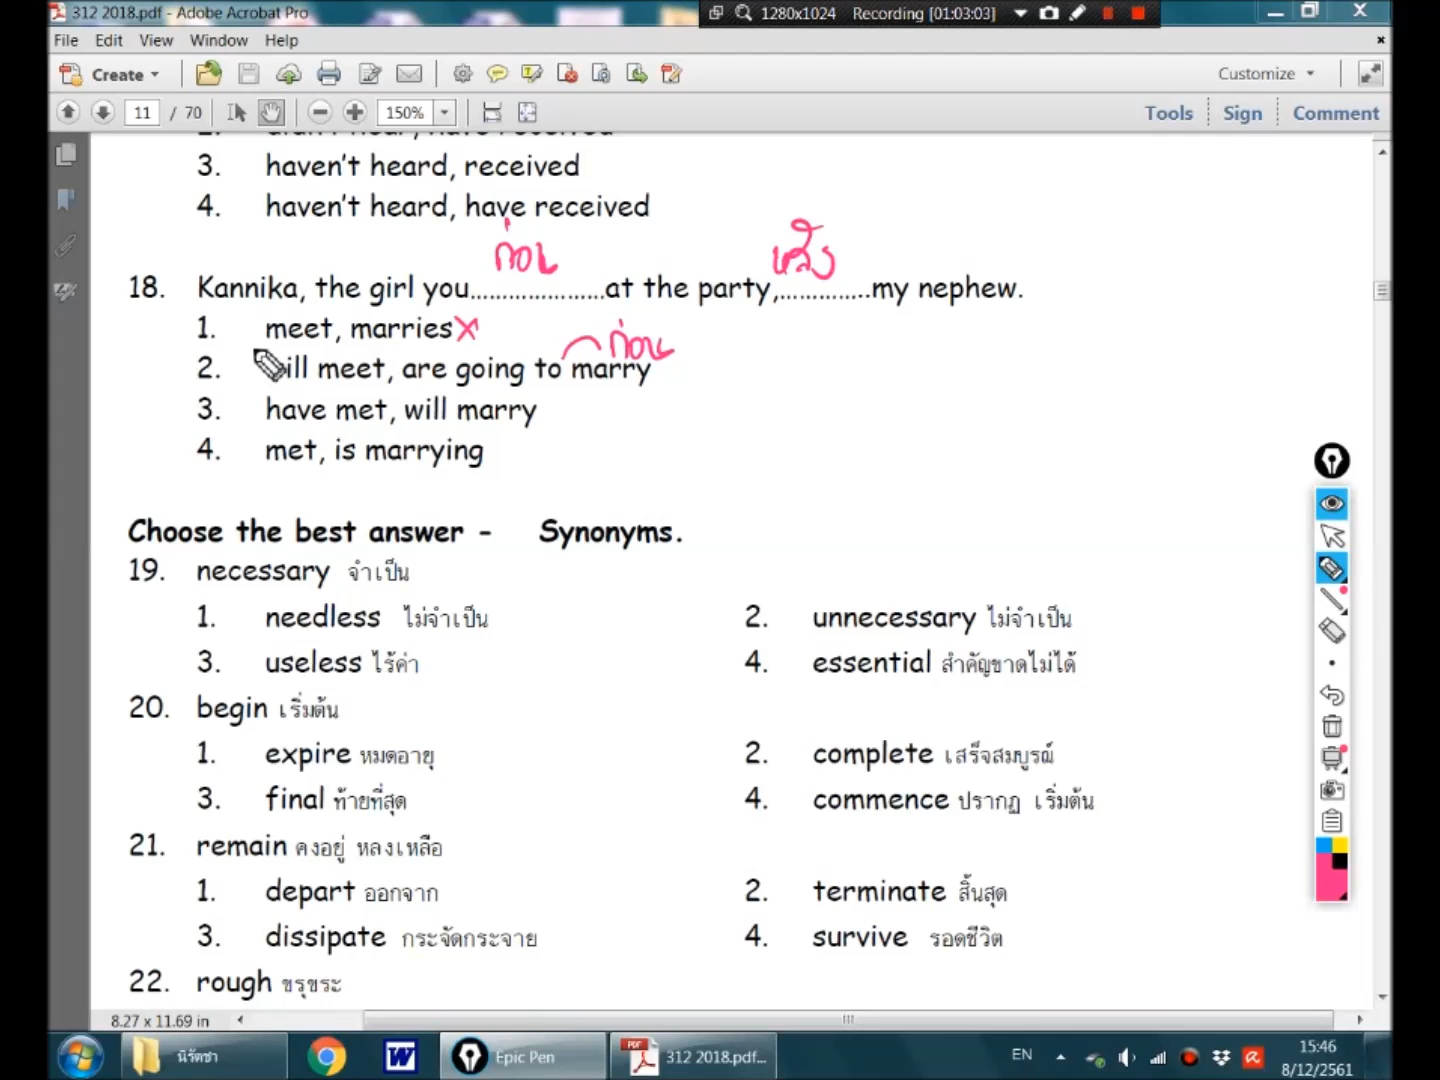 312 2018.pdf - Adobe Acrobat Pro
1280x1024 Recording [01:03:03]
File Edit View Window Help
Create Customize
11 / 70 150% Tools Sign Comment
3. haven't heard, received
4. haven't heard, have received
ก่อน หลัง
18. Kannika, the girl you.....................at the party,..............my nephew.
1. meet, marries x
ก่อน
2. ill meet, are going to marry
3. have met, will marry
4. met, is marrying
Choose the best answer - Synonyms.
19. necessary จำเป็น
1. needless ไม่จำเป็น 2. unnecessary ไม่จำเป็น
3. useless ไร้ค่า 4. essential สำคัญขาดไม่ได้
20. begin เริ่มต้น
1. expire หมดอายุ 2. complete เสร็จสมบูรณ์
3. final ท้ายที่สุด 4. commence ปรากฏ เริ่มต้น
21. remain คงอยู่ หลงเหลือ
1. depart ออกจาก 2. terminate สิ้นสุด
3. dissipate กระจัดกระจาย 4. survive รอดชีวิต
22. rough ขรุขระ
8.27 x 11.69 in
นิรัตชา Epic Pen 312 2018.pdf... EN 15:46
8/12/2561